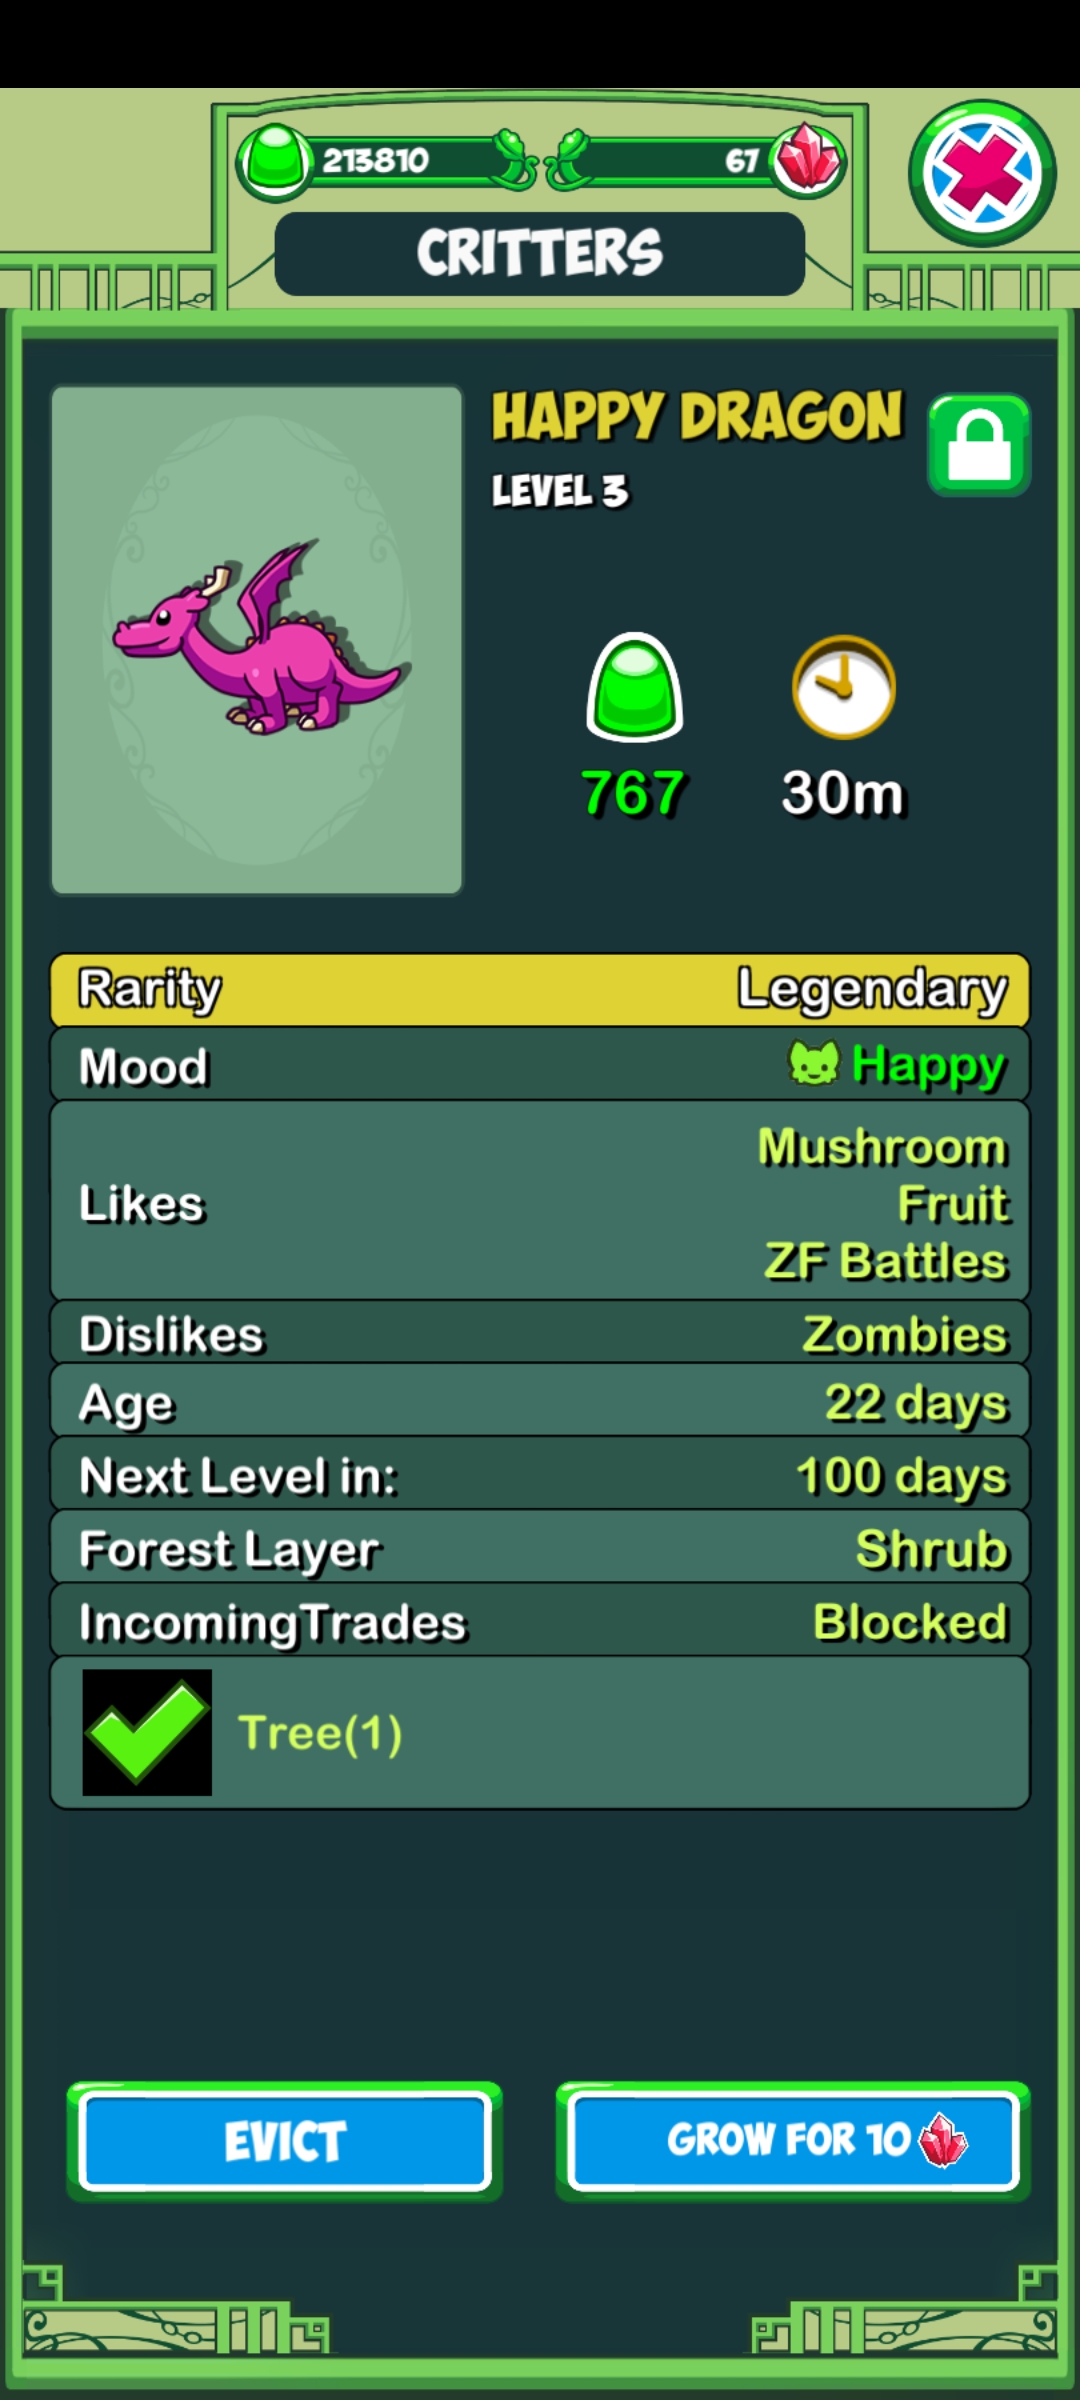 213810
67
CRITTERS
HAPPY DRAGON
LEVEL 3
767
30m
Rarity Legendary
Mood Happy
Likes
Mushroom
Fruit
ZF Battles
Dislikes Zombies
Age 22 days
Next Level in: 100 days
Forest Layer Shrub
IncomingTrades Blocked
Tree(1)
EVICT
GROW FOR 10